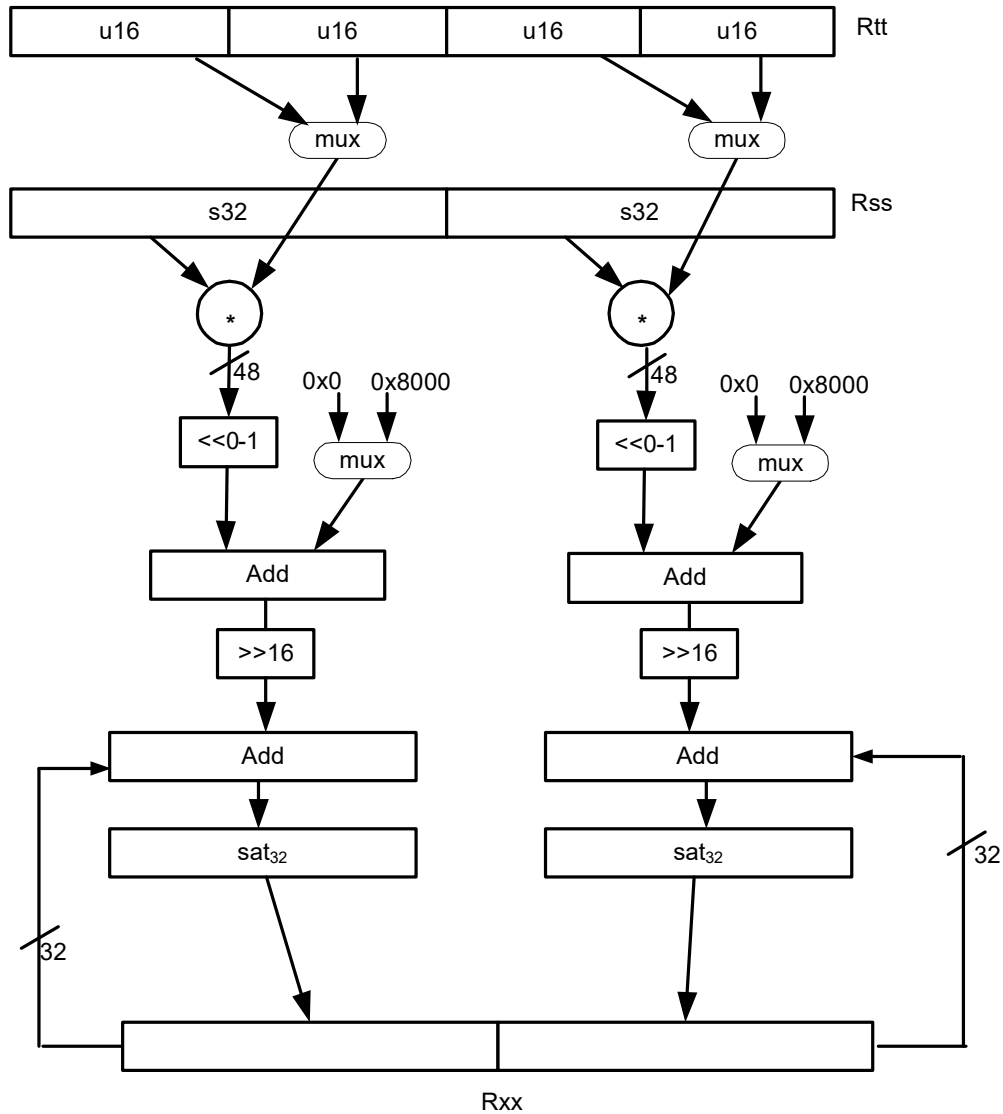 u16 u16 u16 u16 Rtt
mux mux
s32 s32 Rss
* *
48 48
0x0 0x8000 0x0 0x8000
<<0-1 mux <<0-1 mux
Add Add
>>16 >>16
Add Add
sat32 sat32
32 32
Rxx